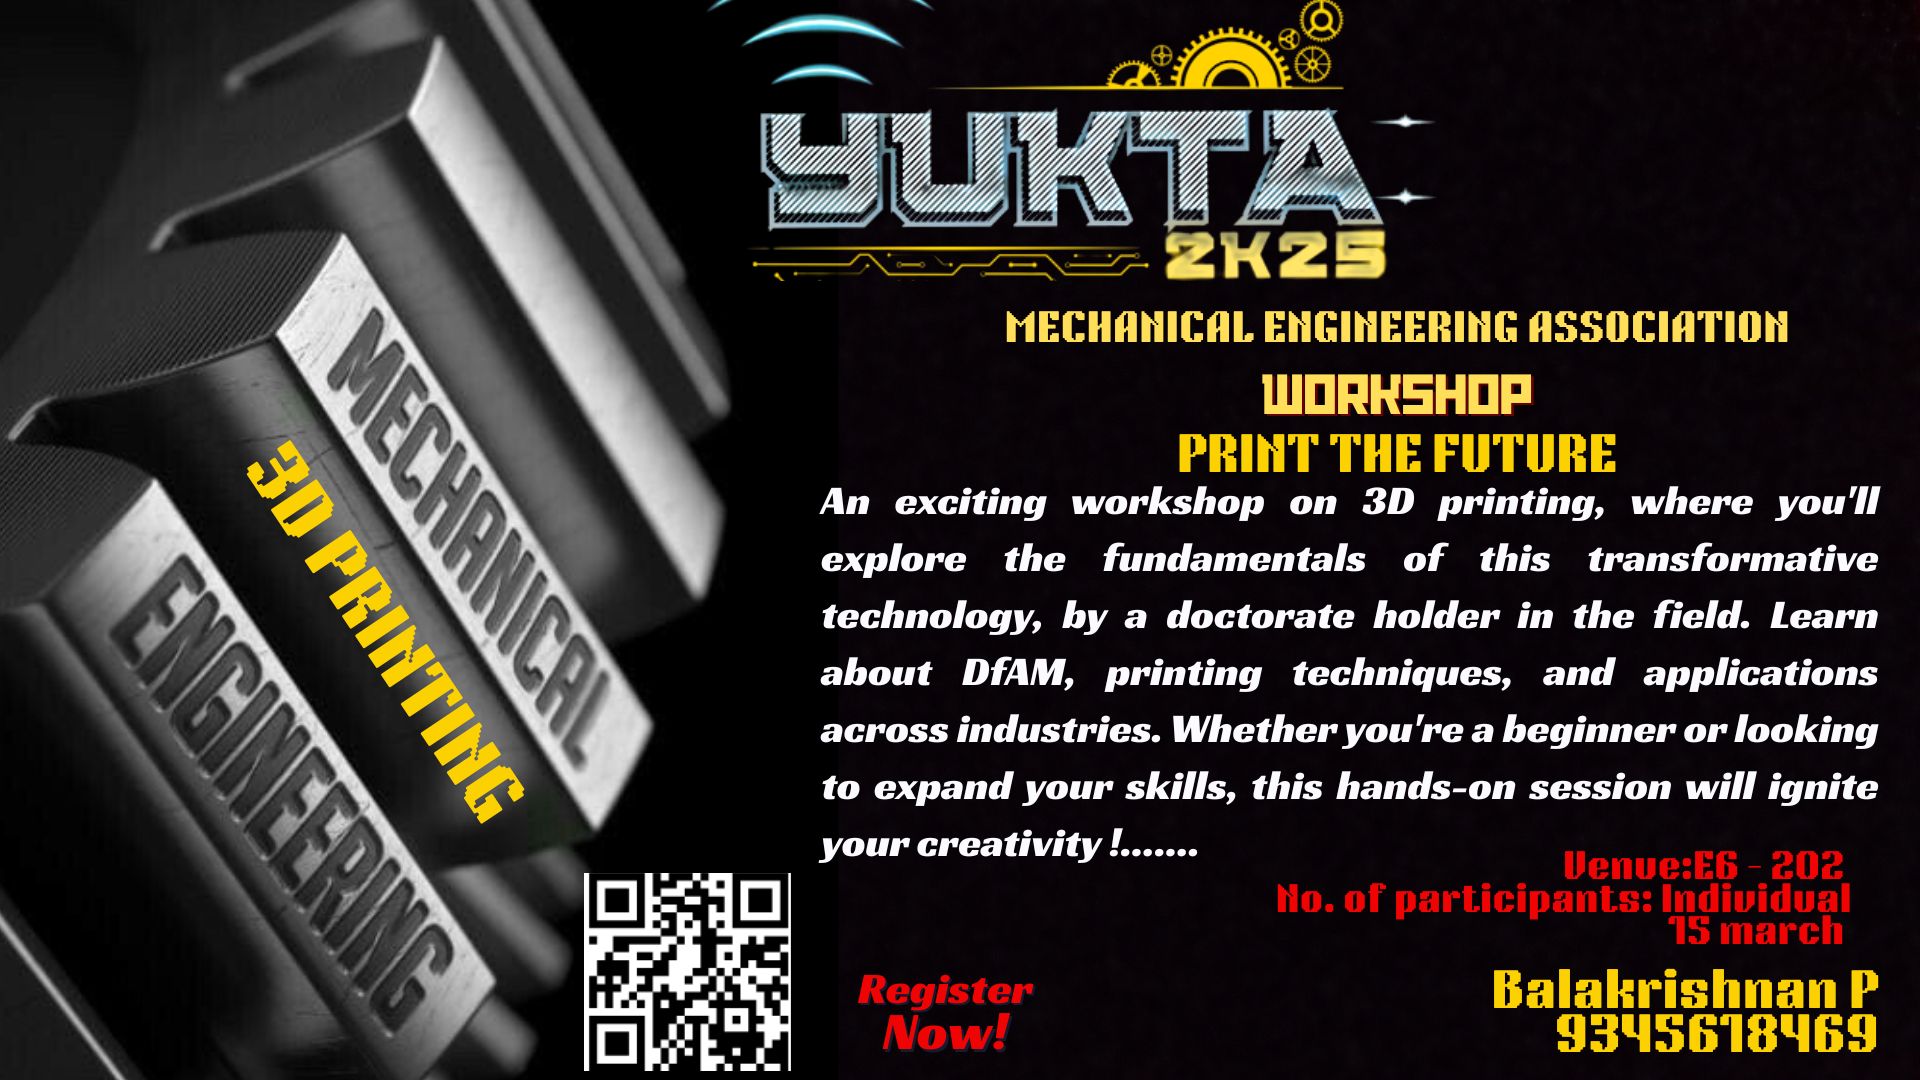 YUKTA
2K25
MECHANICAL ENGINEERING ASSOCIATION
WORKSHOP
PRINT THE FUTURE
An exciting workshop on 3D printing, where you'll
explore the fundamentals of this transformative
technology, by a doctorate holder in the field. Learn
about DfAM, printing techniques, and applications
across industries. Whether you're a beginner or looking
to expand your skills, this hands-on session will ignite
your creativity !.......
MECHANICAL
3D PRINTING
ENGINEERING
Venue:E6 - 202
No. of participants: Individual
15 march
Register
Now!
Balakrishnan P
9345678469